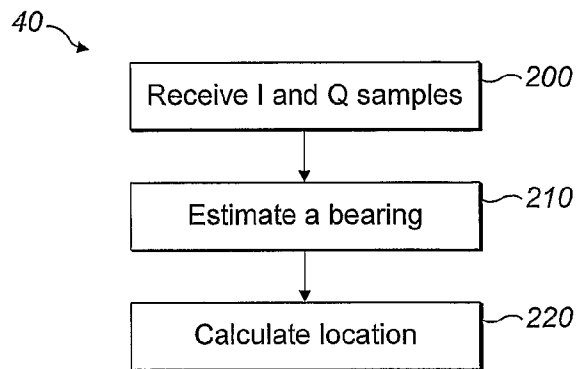 40
Receive I and Q samples
200
Estimate a bearing
210
Calculate location
220